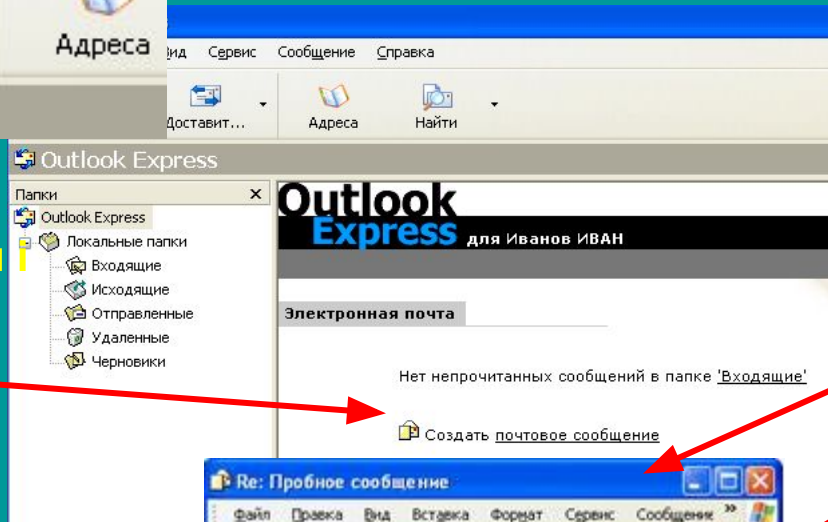 Адреса
Вид Сервис Сообщение Справка
Доставит... Адреса Найти
Outlook Express
Папки x
Outlook Express
Локальные папки
Входящие
Исходящие
Отправленные
Удаленные
Черновики
Outlook
Express для Иванов ИВАН
Электронная почта
Нет непрочитанных сообщений в папке 'Входящие'
Создать почтовое сообщение
Re: Пробное сообщение
Файл Правка Вид Вставка Формат Сервис Сообщение »